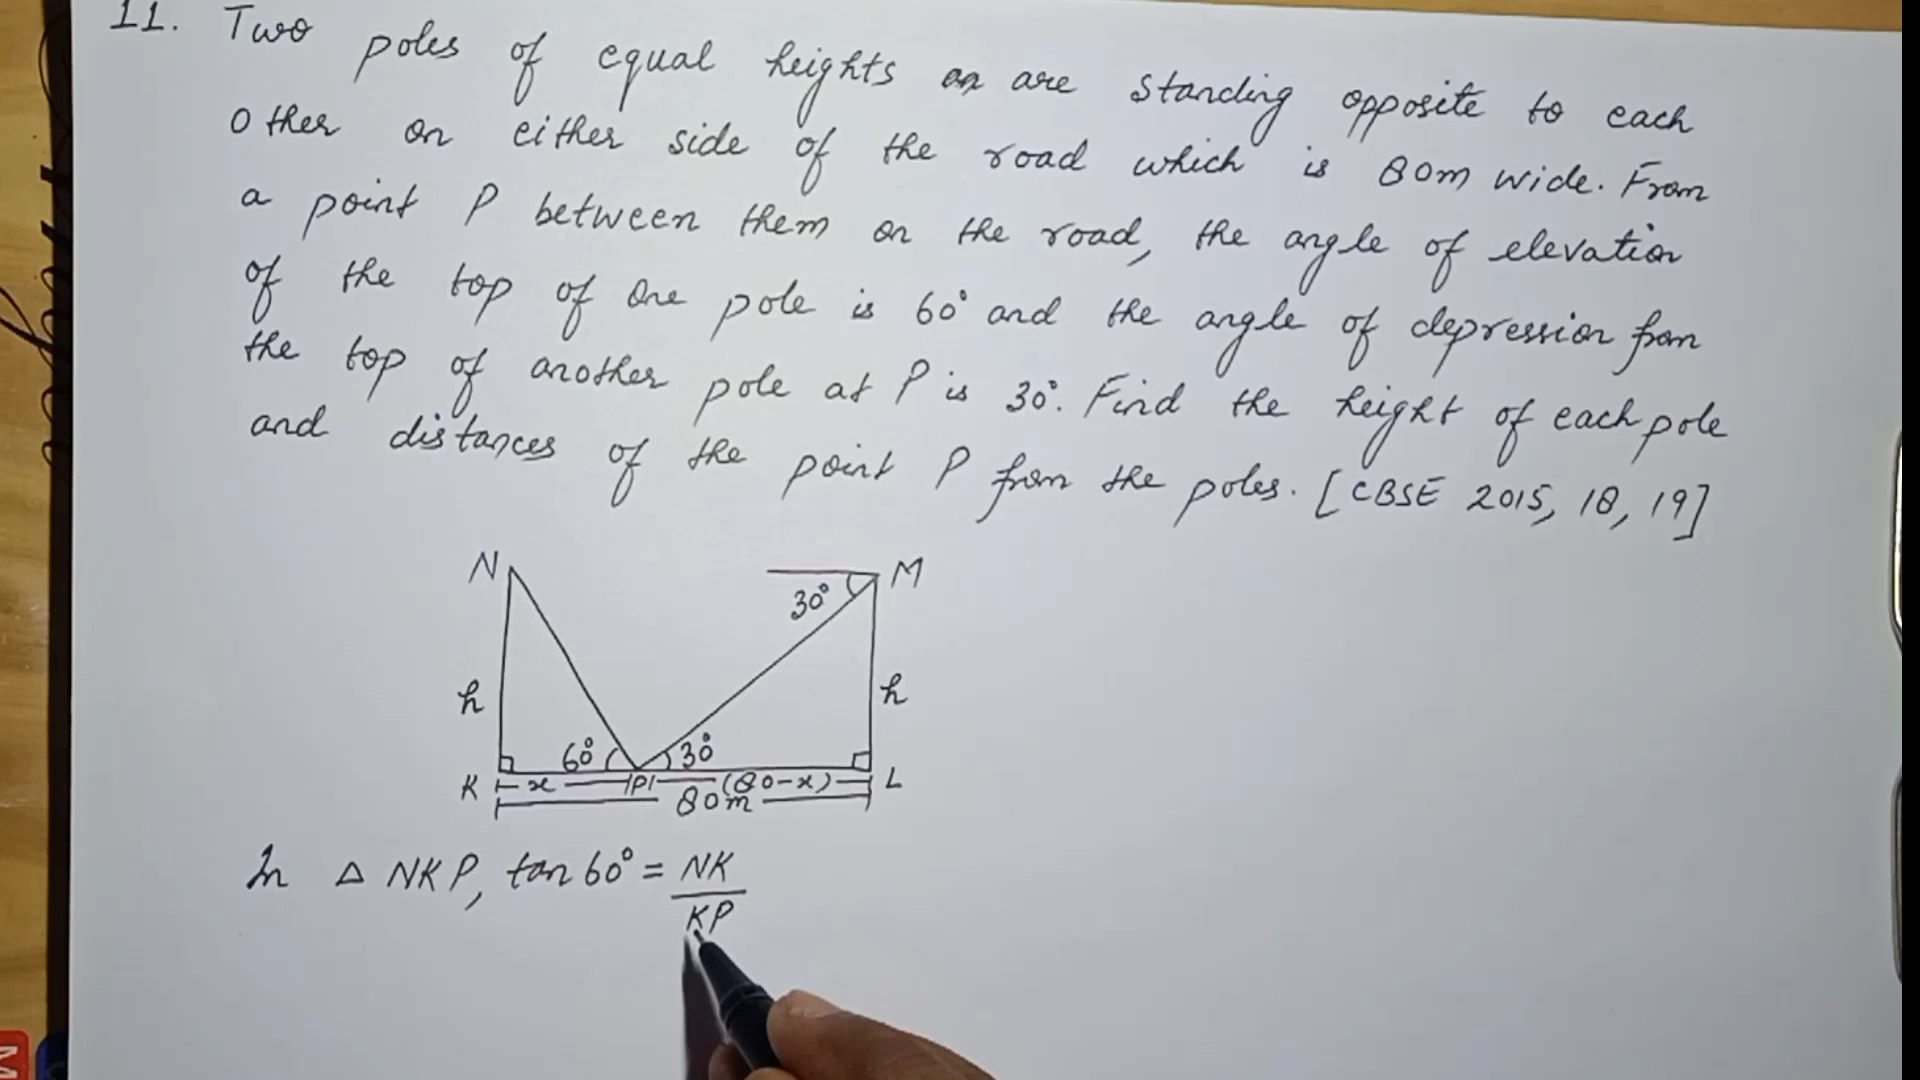 11. Two poles of equal heights are standing opposite to each
other on either side of the road which is 80m wide. From
a point P between them on the road, the angle of elevation
of the top of one pole is 60° and the angle of depression from
the top of another pole at P is 30°. Find the height of each pole
and distances of the point P from the poles. [CBSE 2015, 18, 19]
N 30° M
h h
60° 30°
K x P (80-x) L
80m
In △ NKP, tan 60° = NK
KP